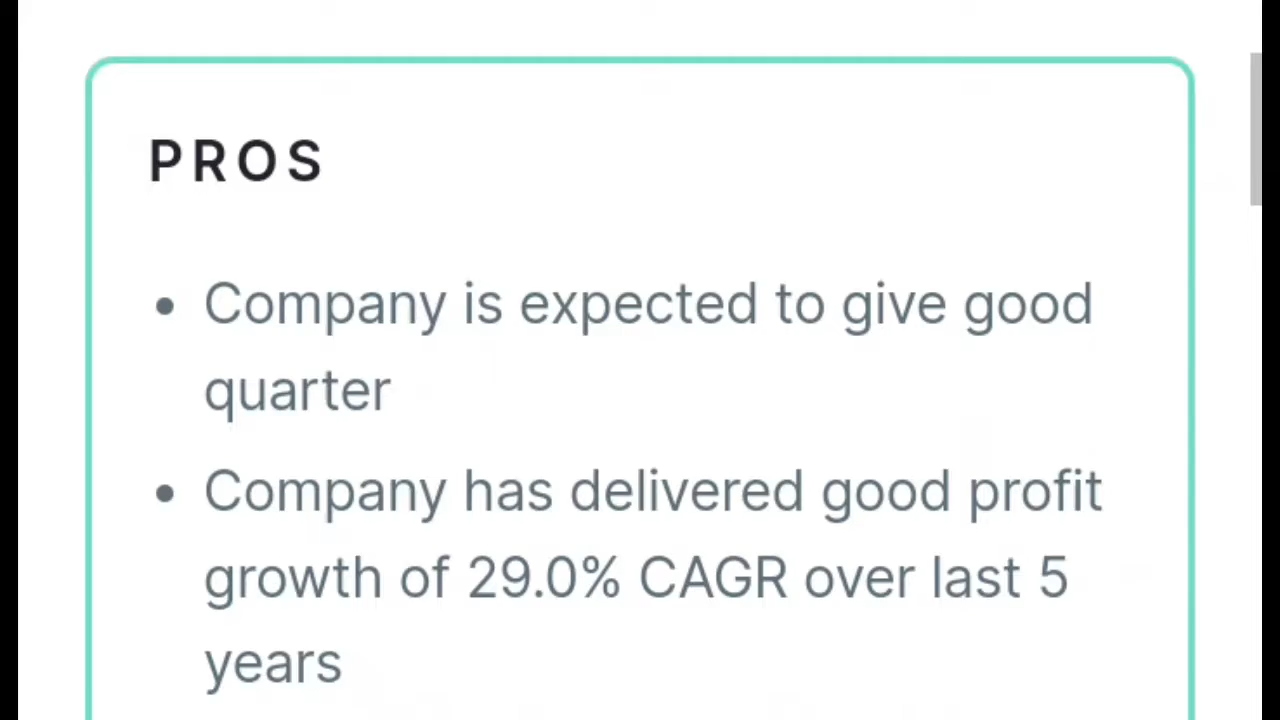 PROS
• Company is expected to give good
quarter
• Company has delivered good profit
growth of 29.0% CAGR over last 5
years